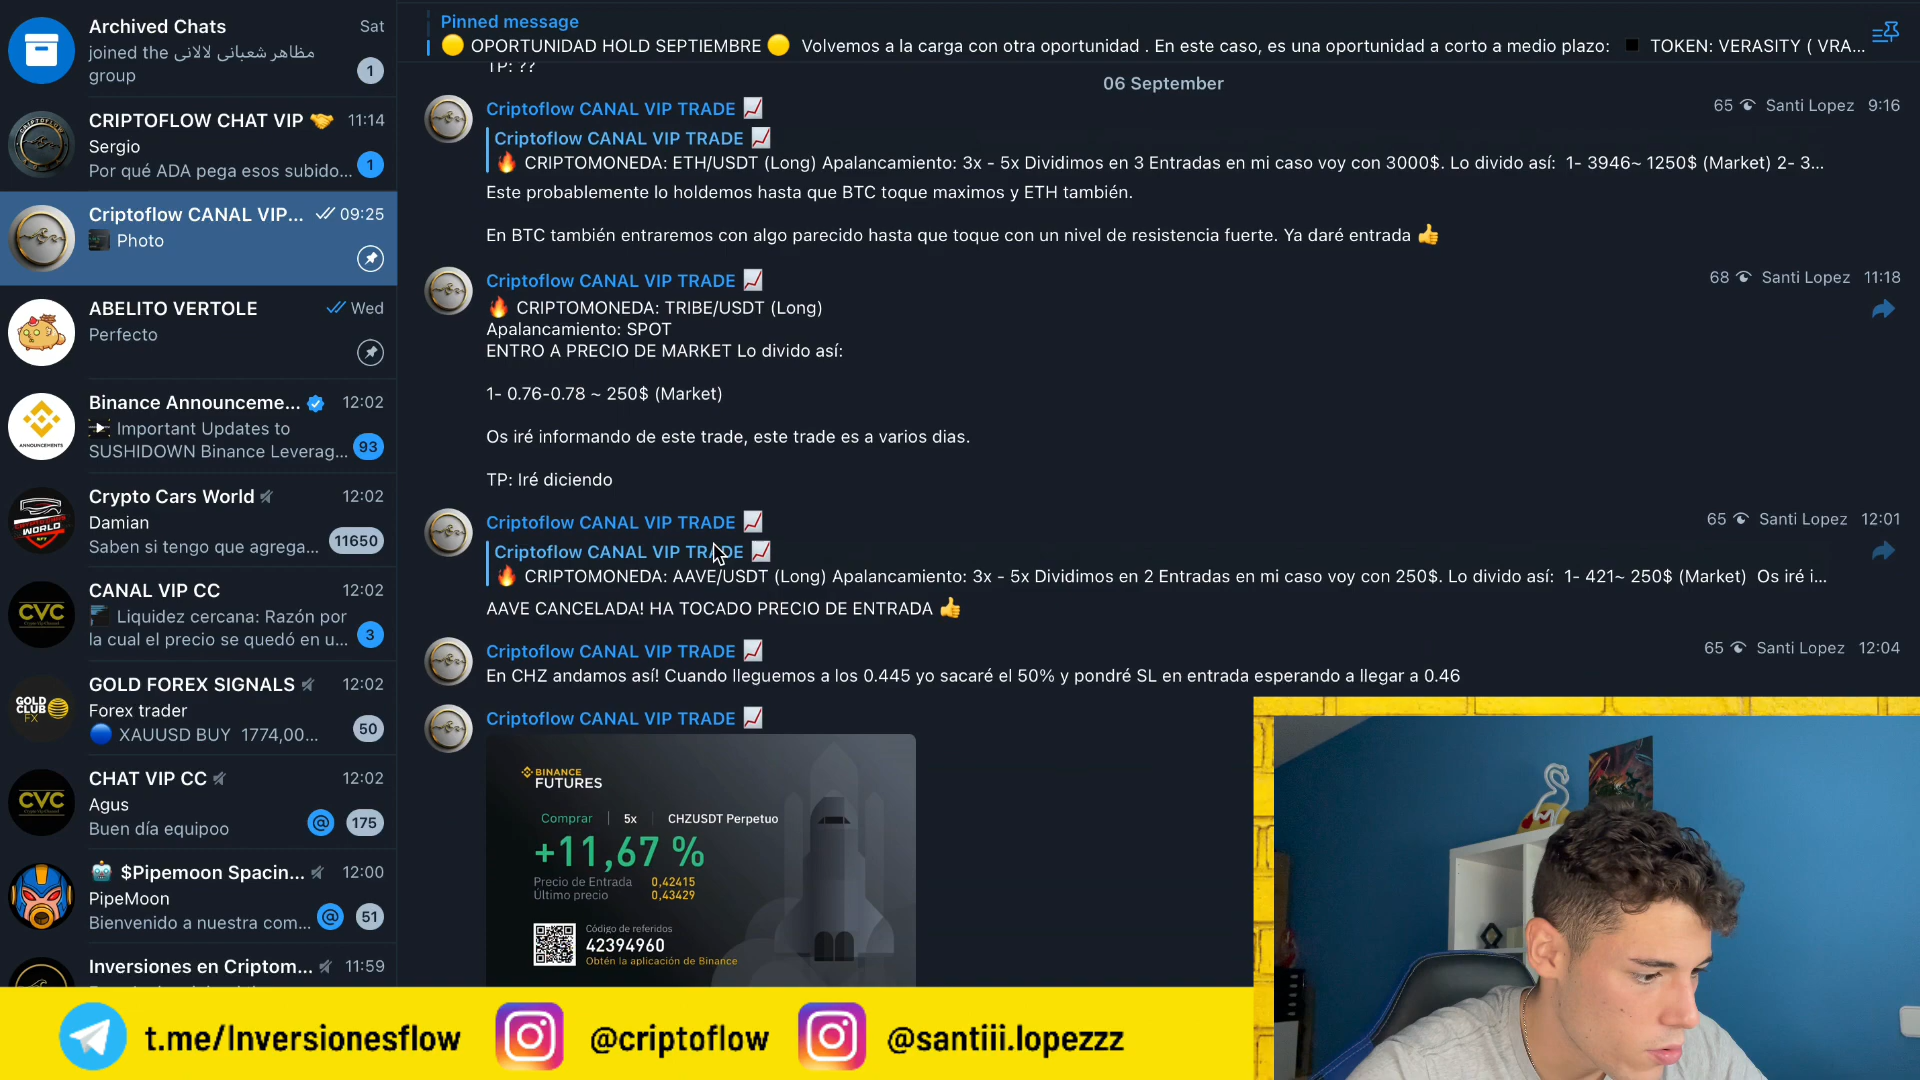 Archived Chats
Sat
joined the مظاهر شعبانی لالانی
group
1
CRIPTOFLOW CHAT VIP 🤝
11:14
Sergio
Por qué ADA pega esos subido...
1
Criptoflow CANAL VIP...
09:25
Photo
ABELITO VERTOLE
Wed
Perfecto
Binance Announceme...
12:02
Important Updates to
SUSHIDOWN Binance Leverag...
93
ANNOUNCEMENTS
Crypto Cars World
12:02
Damian
Saben si tengo que agrega...
11650
CANAL VIP CC
12:02
CVC
Liquidez cercana: Razón por
la cual el precio se quedó en u...
3
GOLD FOREX SIGNALS
12:02
GOLD
CLUB
FX
Forex trader
🔵 XAUUSD BUY 1774,00...
50
CHAT VIP CC
12:02
CVC
Agus
Buen día equipoo
@
175
🤖 $Pipemoon Spacin...
12:00
PipeMoon
Bienvenido a nuestra com...
@
51
Inversiones en Criptom...
11:59
Pinned message
🟡 OPORTUNIDAD HOLD SEPTIEMBRE 🟡 Volvemos a la carga con otra oportunidad . En este caso, es una oportunidad a corto a medio plazo: ◾ TOKEN: VERASITY ( VRA...
TP: ??
06 September
Criptoflow CANAL VIP TRADE 📈
65 Santi Lopez 9:16
Criptoflow CANAL VIP TRADE 📈
🔥 CRIPTOMONEDA: ETH/USDT (Long) Apalancamiento: 3x - 5x Dividimos en 3 Entradas en mi caso voy con 3000$. Lo divido así: 1- 3946~ 1250$ (Market) 2- 3...
Este probablemente lo holdemos hasta que BTC toque maximos y ETH también.
En BTC también entraremos con algo parecido hasta que toque con un nivel de resistencia fuerte. Ya daré entrada 👍
Criptoflow CANAL VIP TRADE 📈
68 Santi Lopez 11:18
🔥 CRIPTOMONEDA: TRIBE/USDT (Long)
Apalancamiento: SPOT
ENTRO A PRECIO DE MARKET Lo divido así:
1- 0.76-0.78 ~ 250$ (Market)
Os iré informando de este trade, este trade es a varios dias.
TP: Iré diciendo
Criptoflow CANAL VIP TRADE 📈
65 Santi Lopez 12:01
Criptoflow CANAL VIP TRADE 📈
🔥 CRIPTOMONEDA: AAVE/USDT (Long) Apalancamiento: 3x - 5x Dividimos en 2 Entradas en mi caso voy con 250$. Lo divido así: 1- 421~ 250$ (Market) Os iré i...
AAVE CANCELADA! HA TOCADO PRECIO DE ENTRADA 👍
Criptoflow CANAL VIP TRADE 📈
65 Santi Lopez 12:04
En CHZ andamos así! Cuando lleguemos a los 0.445 yo sacaré el 50% y pondré SL en entrada esperando a llegar a 0.46
Criptoflow CANAL VIP TRADE 📈
BINANCE
FUTURES
Comprar | 5x | CHZUSDT Perpetuo
+11,67 %
Precio de Entrada 0,42415
Último precio 0,43429
Código de referidos
42394960
Obtén la aplicación de Binance
t.me/Inversionesflow
@criptoflow
@santiii.lopezzz